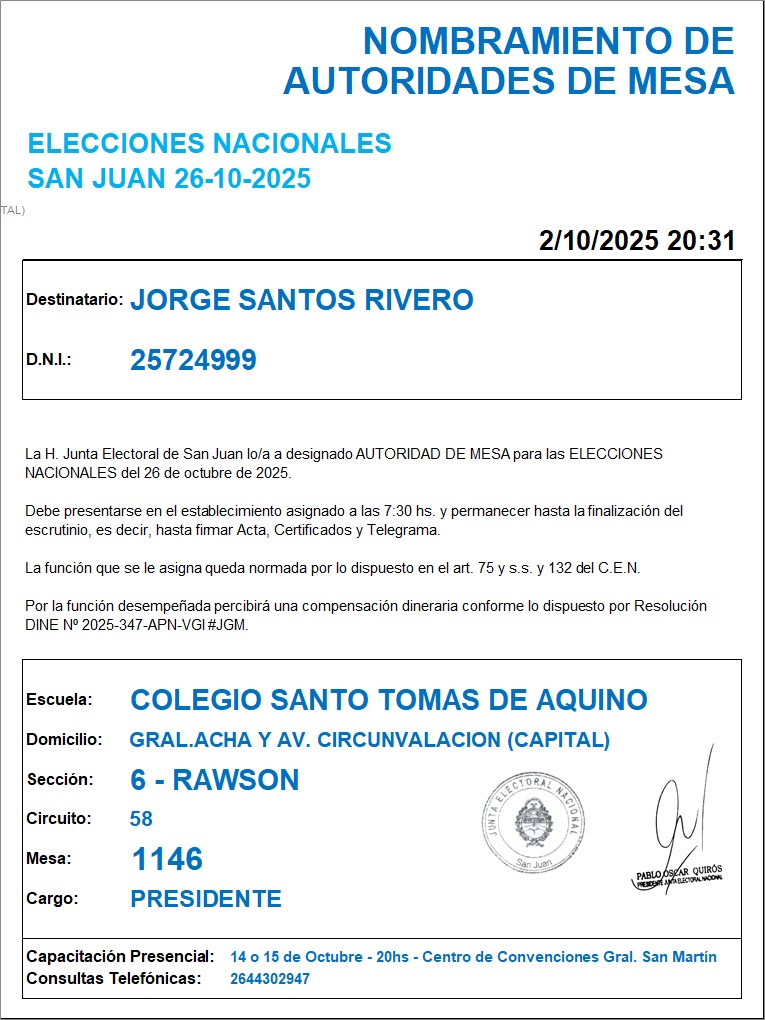 NOMBRAMIENTO DE
AUTORIDADES DE MESA
ELECCIONES NACIONALES
SAN JUAN 26-10-2025
TAL)
2/10/2025 20:31
Destinatario: JORGE SANTOS RIVERO
D.N.I.: 25724999
La H. Junta Electoral de San Juan lo/a a designado AUTORIDAD DE MESA para las ELECCIONES
NACIONALES del 26 de octubre de 2025.
Debe presentarse en el establecimiento asignado a las 7:30 hs. y permanecer hasta la finalización del
escrutinio, es decir, hasta firmar Acta, Certificados y Telegrama.
La función que se le asigna queda normada por lo dispuesto en el art. 75 y s.s. y 132 del C.E.N.
Por la función desempeñada percibirá una compensación dineraria conforme lo dispuesto por Resolución
DINE Nº 2025-347-APN-VGI#JGM.
Escuela: COLEGIO SANTO TOMAS DE AQUINO
Domicilio: GRAL.ACHA Y AV. CIRCUNVALACION (CAPITAL)
Sección: 6 - RAWSON
Circuito: 58
Mesa: 1146
Cargo: PRESIDENTE
JUNTA ELECTORAL NACIONAL
San Juan
PABLO OSCAR QUIRÓS
PRESIDENTE JUNTA ELECTORAL NACIONAL
Capacitación Presencial: 14 o 15 de Octubre - 20hs - Centro de Convenciones Gral. San Martín
Consultas Telefónicas: 2644302947